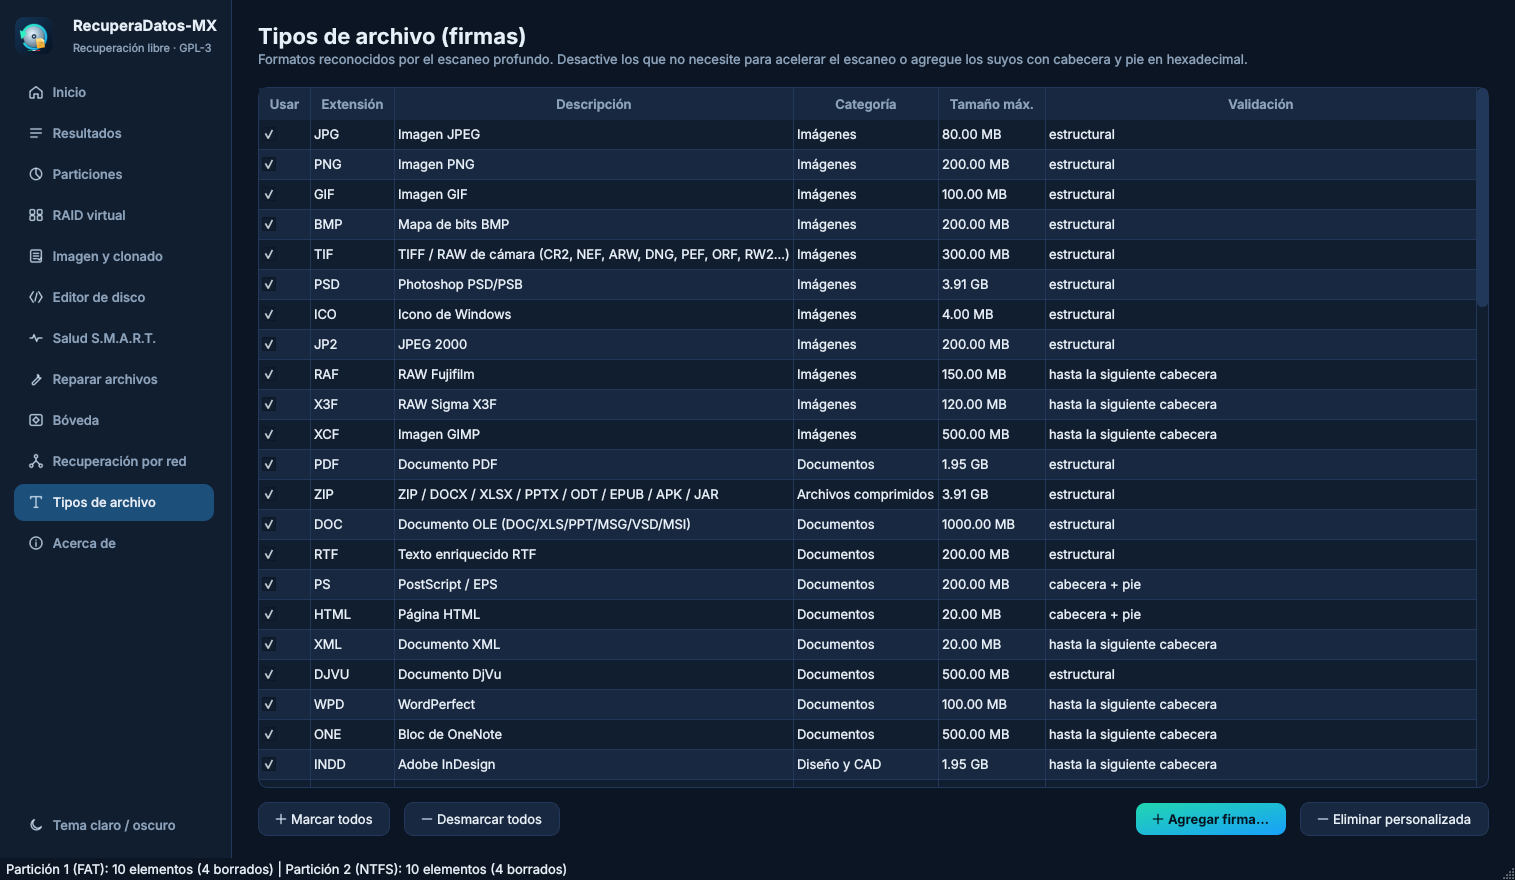 RecuperaDatos-MX
Recuperación libre · GPL-3
Inicio
Resultados
Particiones
RAID virtual
Imagen y clonado
Editor de disco
Salud S.M.A.R.T.
Reparar archivos
Bóveda
Recuperación por red
Tipos de archivo
Acerca de
Tema claro / oscuro
Tipos de archivo (firmas)
Formatos reconocidos por el escaneo profundo. Desactive los que no necesite para acelerar el escaneo o agregue los suyos con cabecera y pie en hexadecimal.
Usar Extensión Descripción Categoría Tamaño máx. Validación
✓ JPG Imagen JPEG Imágenes 80.00 MB estructural
✓ PNG Imagen PNG Imágenes 200.00 MB estructural
✓ GIF Imagen GIF Imágenes 100.00 MB estructural
✓ BMP Mapa de bits BMP Imágenes 200.00 MB estructural
✓ TIF TIFF / RAW de cámara (CR2, NEF, ARW, DNG, PEF, ORF, RW2...) Imágenes 300.00 MB estructural
✓ PSD Photoshop PSD/PSB Imágenes 3.91 GB estructural
✓ ICO Icono de Windows Imágenes 4.00 MB estructural
✓ JP2 JPEG 2000 Imágenes 200.00 MB estructural
✓ RAF RAW Fujifilm Imágenes 150.00 MB hasta la siguiente cabecera
✓ X3F RAW Sigma X3F Imágenes 120.00 MB hasta la siguiente cabecera
✓ XCF Imagen GIMP Imágenes 500.00 MB hasta la siguiente cabecera
✓ PDF Documento PDF Documentos 1.95 GB estructural
✓ ZIP ZIP / DOCX / XLSX / PPTX / ODT / EPUB / APK / JAR Archivos comprimidos 3.91 GB estructural
✓ DOC Documento OLE (DOC/XLS/PPT/MSG/VSD/MSI) Documentos 1000.00 MB estructural
✓ RTF Texto enriquecido RTF Documentos 200.00 MB estructural
✓ PS PostScript / EPS Documentos 200.00 MB cabecera + pie
✓ HTML Página HTML Documentos 20.00 MB cabecera + pie
✓ XML Documento XML Documentos 20.00 MB hasta la siguiente cabecera
✓ DJVU Documento DjVu Documentos 500.00 MB estructural
✓ WPD WordPerfect Documentos 100.00 MB hasta la siguiente cabecera
✓ ONE Bloc de OneNote Documentos 500.00 MB hasta la siguiente cabecera
✓ INDD Adobe InDesign Diseño y CAD 1.95 GB hasta la siguiente cabecera
+ Marcar todos — Desmarcar todos + Agregar firma... — Eliminar personalizada
Partición 1 (FAT): 10 elementos (4 borrados) | Partición 2 (NTFS): 10 elementos (4 borrados)